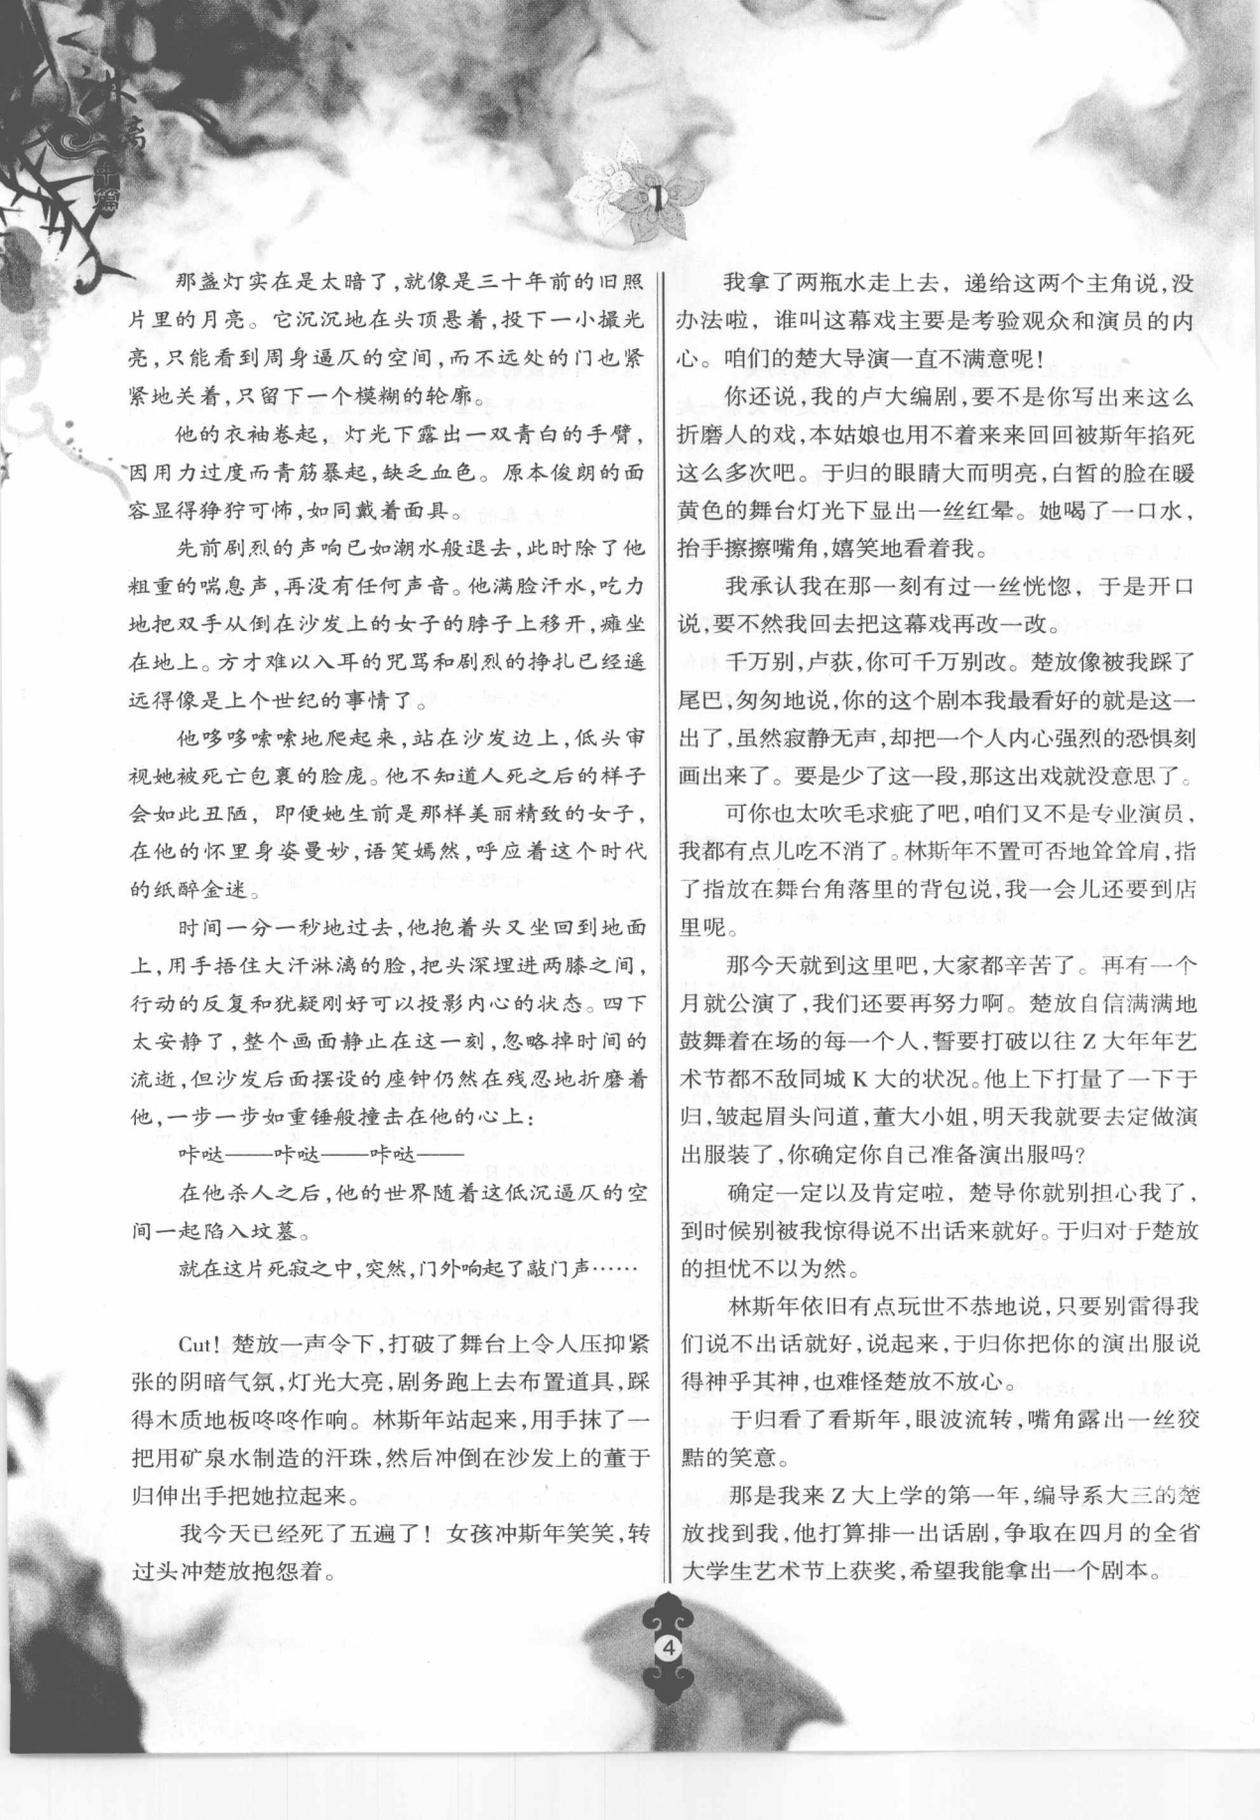 1
那盏灯实在是太暗了，就像是三十年前的旧照
片里的月亮。它沉沉地在头顶悬着，投下一小撮光
亮，只能看到周身逼仄的空间，而不远处的门也紧
紧地关着，只留下一个模糊的轮廓。
他的衣袖卷起，灯光下露出一双青白的手臂，
因用力过度而青筋暴起，缺乏血色。原本俊朗的面
容显得狰狞可怖，如同戴着面具。
先前剧烈的声响已如潮水般退去，此时除了他
粗重的喘息声，再没有任何声音。他满脸汗水，吃力
地把双手从倒在沙发上的女子的脖子上移开，瘫坐
在地上。方才难以入耳的咒骂和剧烈的挣扎已经遥
远得像是上个世纪的事情了。
他哆哆嗦嗦地爬起来，站在沙发边上，低头审
视她被死亡包裹的脸庞。他不知道人死之后的样子
会如此丑陋，即便她生前是那样美丽精致的女子，
在他的怀里身姿曼妙，语笑嫣然，呼应着这个时代
的纸醉金迷。
时间一分一秒地过去，他抱着头又坐回到地面
上，用手捂住大汗淋漓的脸，把头深埋进两膝之间，
行动的反复和犹疑刚好可以投影内心的状态。四下
太安静了，整个画面静止在这一刻，忽略掉时间的
流逝，但沙发后面摆设的座钟仍然在残忍地折磨着
他，一步一步如重锤般撞击在他的心上：
咔哒——咔哒——咔哒——
在他杀人之后，他的世界随着这低沉逼仄的空
间一起陷入坟墓。
就在这片死寂之中，突然，门外响起了敲门声……
Cut！楚放一声令下，打破了舞台上令人压抑紧
张的阴暗气氛，灯光大亮，剧务跑上去布置道具，踩
得木质地板咚咚作响。林斯年站起来，用手抹了一
把用矿泉水制造的汗珠，然后冲倒在沙发上的董于
归伸出手把她拉起来。
我今天已经死了五遍了！女孩冲斯年笑笑，转
过头冲楚放抱怨着。
我拿了两瓶水走上去，递给这两个主角说，没
办法啦，谁叫这幕戏主要是考验观众和演员的内
心。咱们的楚大导演一直不满意呢！
你还说，我的卢大编剧，要不是你写出来这么
折磨人的戏，本姑娘也用不着来来回回被斯年掐死
这么多次吧。于归的眼睛大而明亮，白皙的脸在暖
黄色的舞台灯光下显出一丝红晕。她喝了一口水，
抬手擦擦嘴角，嬉笑地看着我。
我承认我在那一刻有过一丝恍惚，于是开口
说，要不然我回去把这幕戏再改一改。
千万别，卢荻，你可千万别改。楚放像被我踩了
尾巴，匆匆地说，你的这个剧本我最看好的就是这一
出了，虽然寂静无声，却把一个人内心强烈的恐惧刻
画出来了。要是少了这一段，那这出戏就没意思了。
可你也太吹毛求疵了吧，咱们又不是专业演员，
我都有点儿吃不消了。林斯年不置可否地耸耸肩，指
了指放在舞台角落里的背包说，我一会儿还要到店
里呢。
那今天就到这里吧，大家都辛苦了。再有一个
月就公演了，我们还要再努力啊。楚放自信满满地
鼓舞着在场的每一个人，誓要打破以往 Z 大年年艺
术节都不敌同城 K 大的状况。他上下打量了一下于
归，皱起眉头问道，董大小姐，明天我就要去定做演
出服装了，你确定你自己准备演出服吗？
确定一定以及肯定啦，楚导你就别担心我了，
到时候别被我惊得说不出话来就好。于归对于楚放
的担忧不以为然。
林斯年依旧有点玩世不恭地说，只要别雷得我
们说不出话就好，说起来，于归你把你的演出服说
得神乎其神，也难怪楚放不放心。
于归看了看斯年，眼波流转，嘴角露出一丝狡
黠的笑意。
那是我来 Z 大上学的第一年，编导系大三的楚
放找到我，他打算排一出话剧，争取在四月的全省
大学生艺术节上获奖，希望我能拿出一个剧本。
4